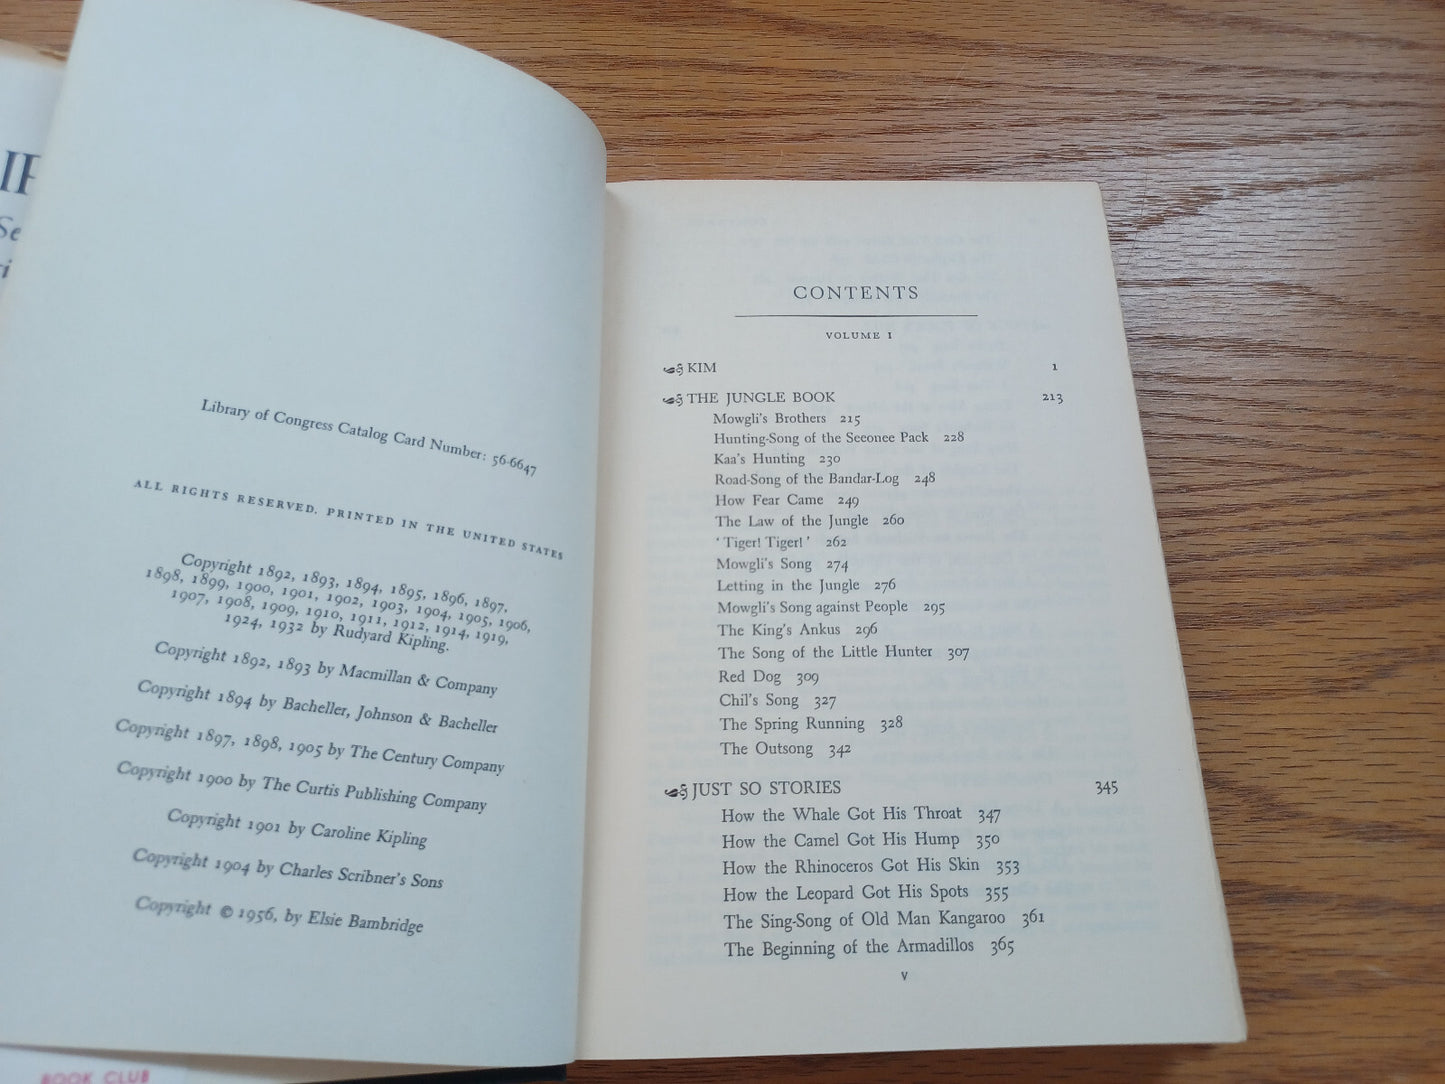 Se
Library of Congress Catalog Card Number: 56-6647
ALL RIGHTS RESERVED. PRINTED IN THE UNITED STATES
Copyright 1892, 1893, 1894, 1895, 1896, 1897,
1898, 1899, 1900, 1901, 1902, 1903, 1904, 1905, 1906,
1907, 1908, 1909, 1910, 1911, 1912, 1914, 1919,
1924, 1932 by Rudyard Kipling.
Copyright 1892, 1893 by Macmillan & Company
Copyright 1894 by Bacheller, Johnson & Bacheller
Copyright 1897, 1898, 1905 by The Century Company
Copyright 1900 by The Curtis Publishing Company
Copyright 1901 by Caroline Kipling
Copyright 1904 by Charles Scribner's Sons
Copyright © 1956, by Elsie Bambridge
BOOK CLUB
CONTENTS
VOLUME I
KIM 1
THE JUNGLE BOOK 213
Mowgli's Brothers 215
Hunting-Song of the Seeonee Pack 228
Kaa's Hunting 230
Road-Song of the Bandar-Log 248
How Fear Came 249
The Law of the Jungle 260
'Tiger! Tiger!' 262
Mowgli's Song 274
Letting in the Jungle 276
Mowgli's Song against People 295
The King's Ankus 296
The Song of the Little Hunter 307
Red Dog 309
Chil's Song 327
The Spring Running 328
The Outsong 342
JUST SO STORIES 345
How the Whale Got His Throat 347
How the Camel Got His Hump 350
How the Rhinoceros Got His Skin 353
How the Leopard Got His Spots 355
The Sing-Song of Old Man Kangaroo 361
The Beginning of the Armadillos 365
v